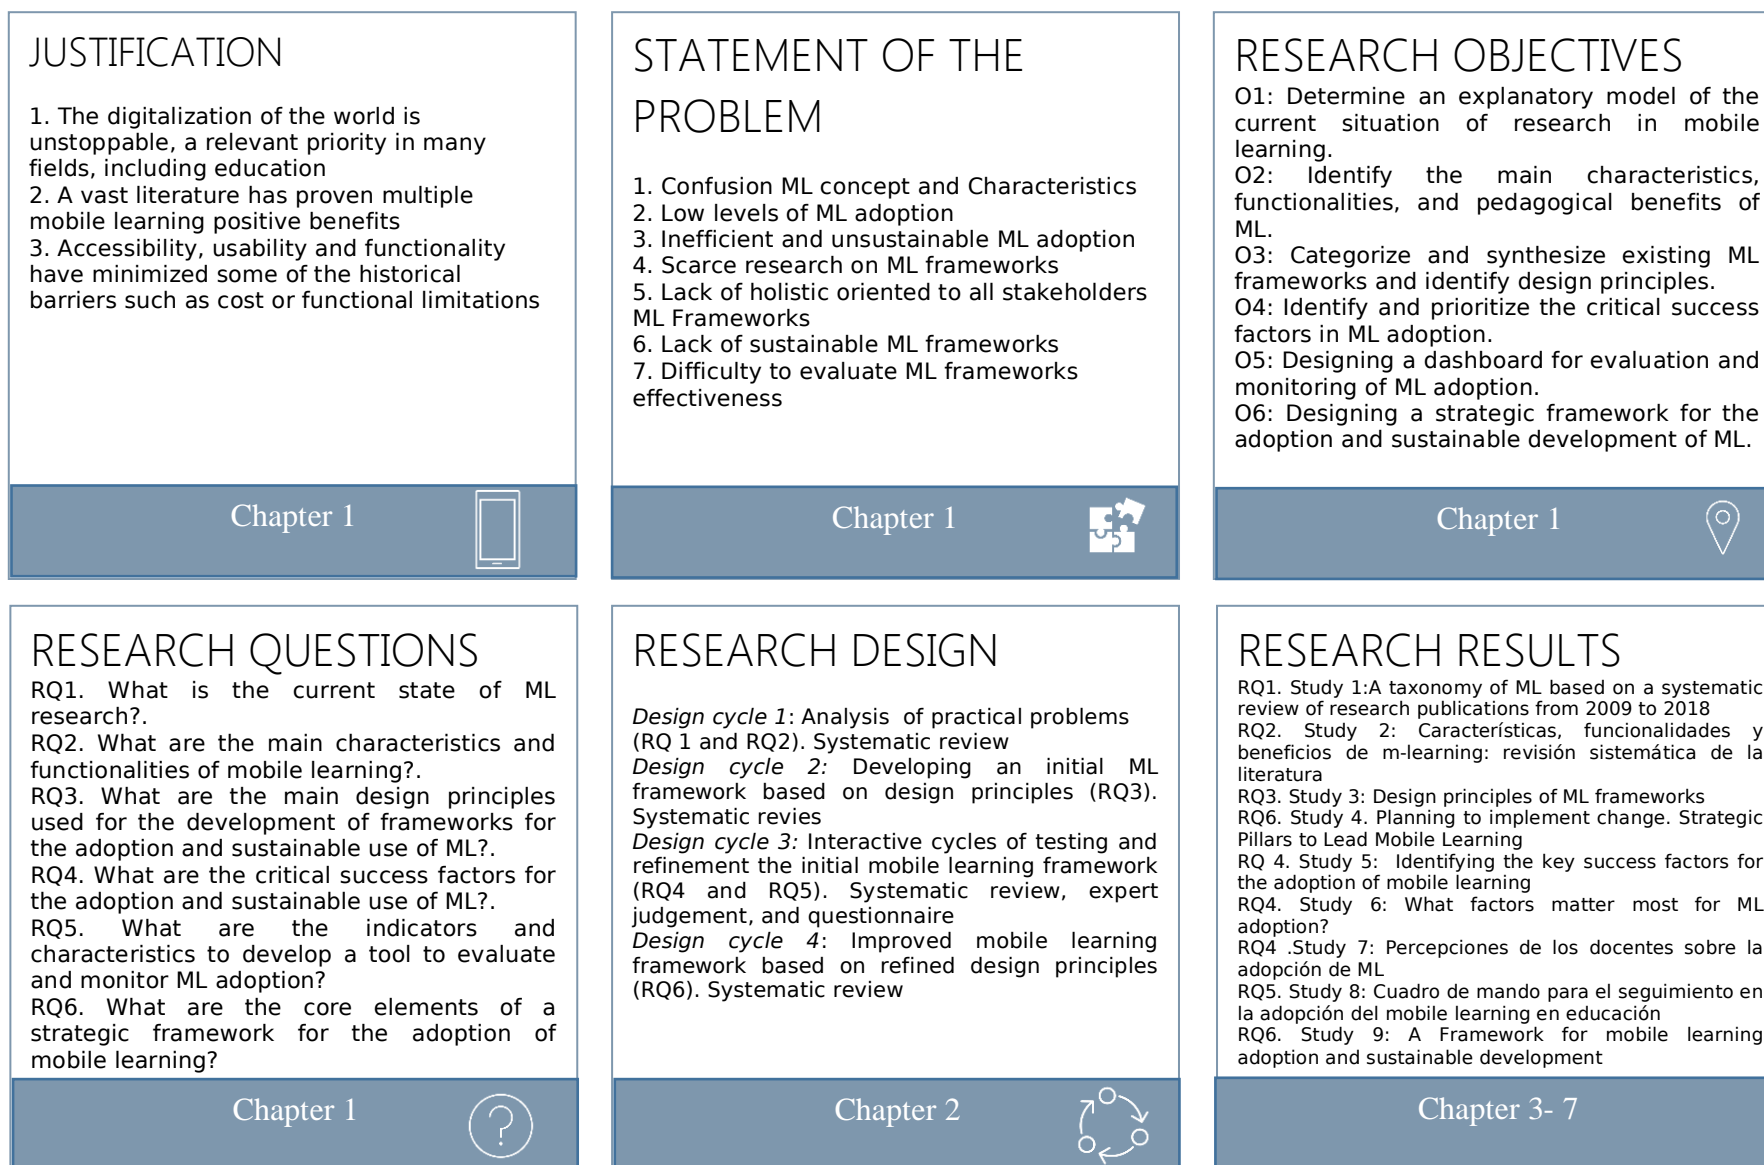 JUSTIFICATION
1. The digitalization of the world is
unstoppable, a relevant priority in many
fields, including education
2. A vast literature has proven multiple
mobile learning positive benefits
3. Accessibility, usability and functionality
have minimized some of the historical
barriers such as cost or functional limitations
Chapter 1
STATEMENT OF THE
PROBLEM
1. Confusion ML concept and Characteristics
2. Low levels of ML adoption
3. Inefficient and unsustainable ML adoption
4. Scarce research on ML frameworks
5. Lack of holistic oriented to all stakeholders
ML Frameworks
6. Lack of sustainable ML frameworks
7. Difficulty to evaluate ML frameworks
effectiveness
Chapter 1
RESEARCH OBJECTIVES
O1: Determine an explanatory model of the
current situation of research in mobile
learning.
O2: Identify the main characteristics,
functionalities, and pedagogical benefits of
ML.
O3: Categorize and synthesize existing ML
frameworks and identify design principles.
O4: Identify and prioritize the critical success
factors in ML adoption.
O5: Designing a dashboard for evaluation and
monitoring of ML adoption.
O6: Designing a strategic framework for the
adoption and sustainable development of ML.
Chapter 1
RESEARCH QUESTIONS
RQ1. What is the current state of ML
research?.
RQ2. What are the main characteristics and
functionalities of mobile learning?.
RQ3. What are the main design principles
used for the development of frameworks for
the adoption and sustainable use of ML?.
RQ4. What are the critical success factors for
the adoption and sustainable use of ML?.
RQ5. What are the indicators and
characteristics to develop a tool to evaluate
and monitor ML adoption?
RQ6. What are the core elements of a
strategic framework for the adoption of
mobile learning?
Chapter 1
?
RESEARCH DESIGN
Design cycle 1: Analysis of practical problems
(RQ 1 and RQ2). Systematic review
Design cycle 2: Developing an initial ML
framework based on design principles (RQ3).
Systematic revies
Design cycle 3: Interactive cycles of testing and
refinement the initial mobile learning framework
(RQ4 and RQ5). Systematic review, expert
judgement, and questionnaire
Design cycle 4: Improved mobile learning
framework based on refined design principles
(RQ6). Systematic review
Chapter 2
RESEARCH RESULTS
RQ1. Study 1:A taxonomy of ML based on a systematic
review of research publications from 2009 to 2018
RQ2. Study 2: Características, funcionalidades y
beneficios de m-learning: revisión sistemática de la
literatura
RQ3. Study 3: Design principles of ML frameworks
RQ6. Study 4. Planning to implement change. Strategic
Pillars to Lead Mobile Learning
RQ 4. Study 5: Identifying the key success factors for
the adoption of mobile learning
RQ4. Study 6: What factors matter most for ML
adoption?
RQ4 .Study 7: Percepciones de los docentes sobre la
adopción de ML
RQ5. Study 8: Cuadro de mando para el seguimiento en
la adopción del mobile learning en educación
RQ6. Study 9: A Framework for mobile learning
adoption and sustainable development
Chapter 3- 7